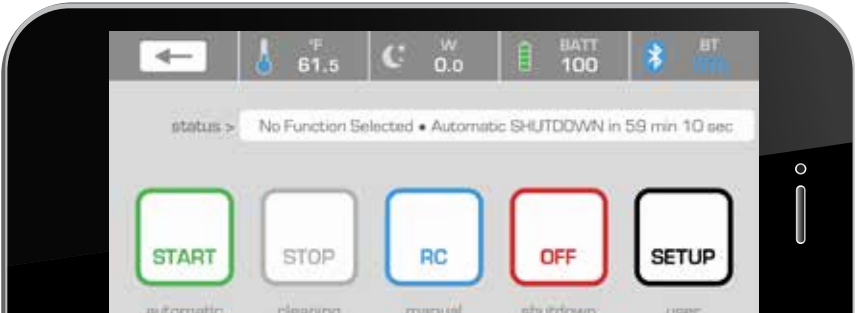 °F W BATT BT
61.5 0.0 100
status > No Function Selected • Automatic SHUTDOWN in 59 min 10 sec
START STOP RC OFF SETUP
automatic cleaning manual shutdown user